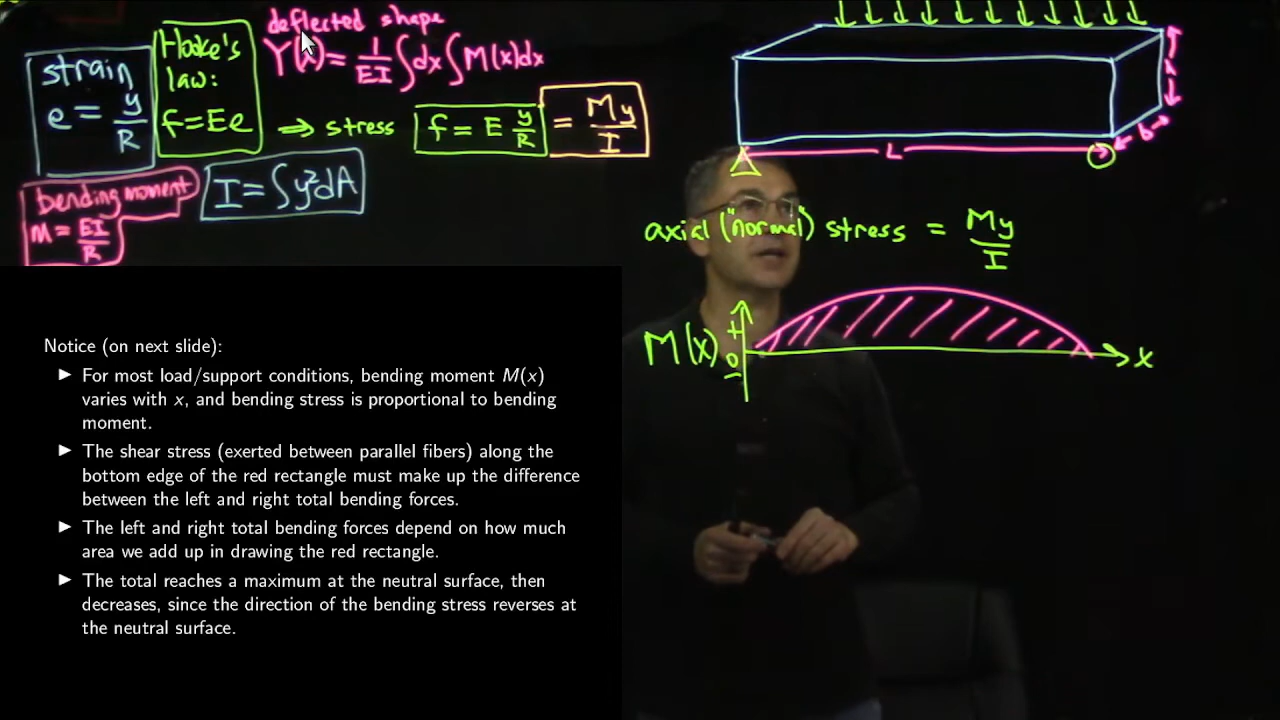 deflected shape
Y(x) = 1/EI ∫dx ∫M(x)dx
strain
e = y/R
Hooke's
law:
f=Ee
⇒ stress
f = E y/R
= My/I
bending moment
M = EI/R
I = ∫y²dA
L
b
h
axial ("normal") stress = My/I
M(x)
+
0
−
x
Notice (on next slide):
▶ For most load/support conditions, bending moment M(x)
varies with x, and bending stress is proportional to bending
moment.
▶ The shear stress (exerted between parallel fibers) along the
bottom edge of the red rectangle must make up the difference
between the left and right total bending forces.
▶ The left and right total bending forces depend on how much
area we add up in drawing the red rectangle.
▶ The total reaches a maximum at the neutral surface, then
decreases, since the direction of the bending stress reverses at
the neutral surface.